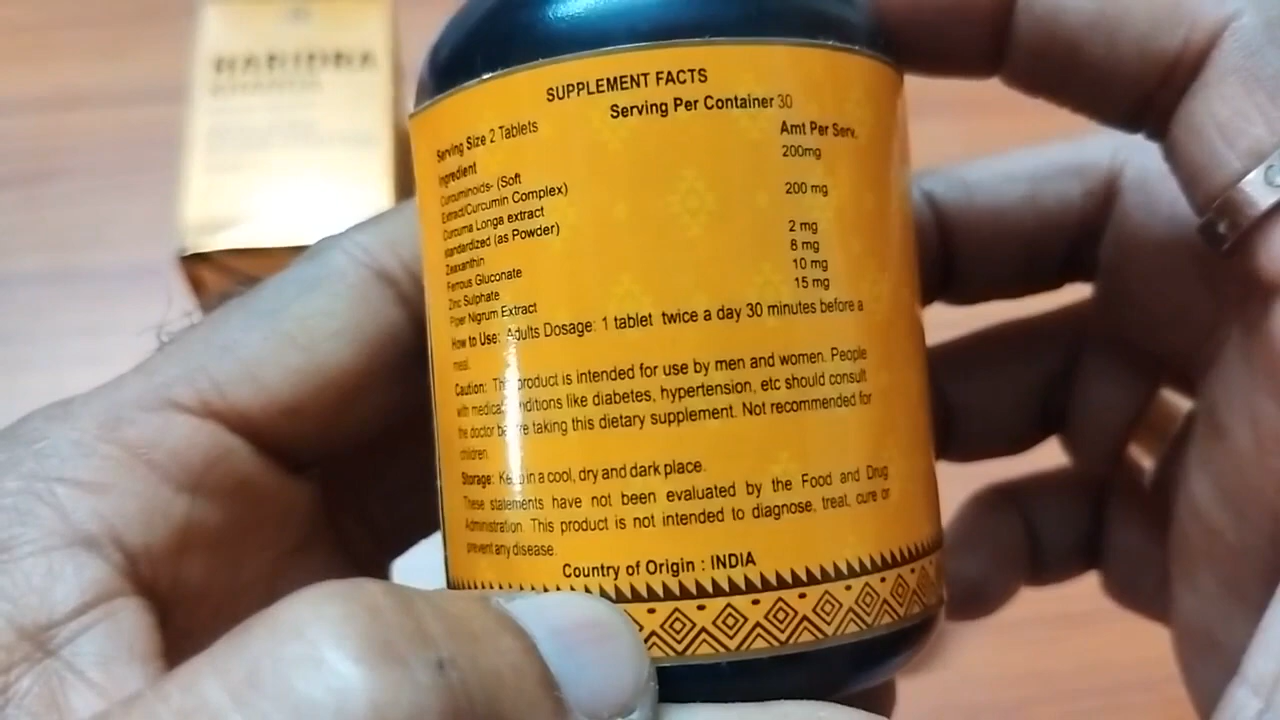 HARIDRA
SUPPLEMENT FACTS
Serving Per Container 30
Serving Size 2 Tablets
Amt Per Serv.
Ingredient
200mg
Curcuminoids- (Soft
Extract/Curcumin Complex)
200 mg
Curcuma Longa extract
standardized (as Powder)
2 mg
Zeaxanthin
8 mg
Ferrous Gluconate
10 mg
Zinc Sulphate
15 mg
Piper Nigrum Extract
How to Use: Adults Dosage: 1 tablet twice a day 30 minutes before a
meal.
Caution: This product is intended for use by men and women. People
with medical conditions like diabetes, hypertension, etc should consult
the doctor before taking this dietary supplement. Not recommended for
children.
Storage: Keep in a cool, dry and dark place.
These statements have not been evaluated by the Food and Drug
Administration. This product is not intended to diagnose, treat, cure or
prevent any disease.
Country of Origin : INDIA